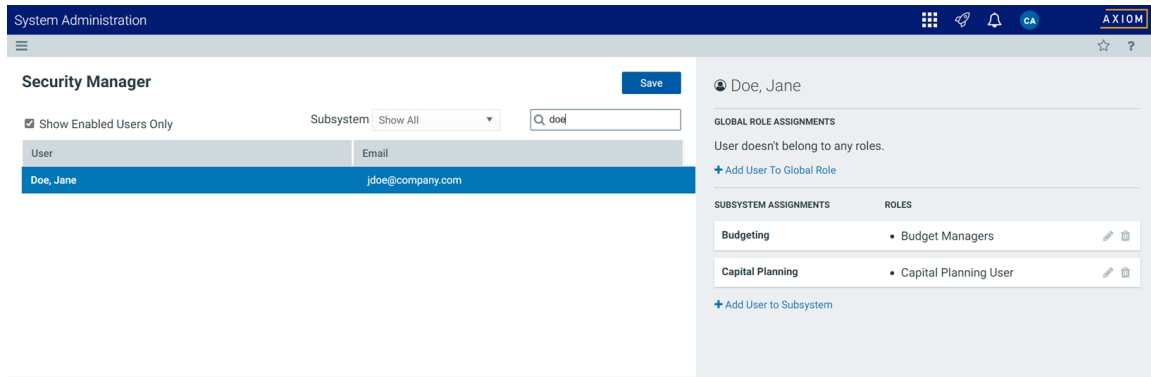 System Administration
CA
AXIOM
?
Security Manager
Save
Show Enabled Users Only
Subsystem
Show All
doe
User
Email
Doe, Jane
jdoe@company.com
Doe, Jane
GLOBAL ROLE ASSIGNMENTS
User doesn't belong to any roles.
+ Add User To Global Role
SUBSYSTEM ASSIGNMENTS
ROLES
Budgeting
• Budget Managers
Capital Planning
• Capital Planning User
+ Add User to Subsystem